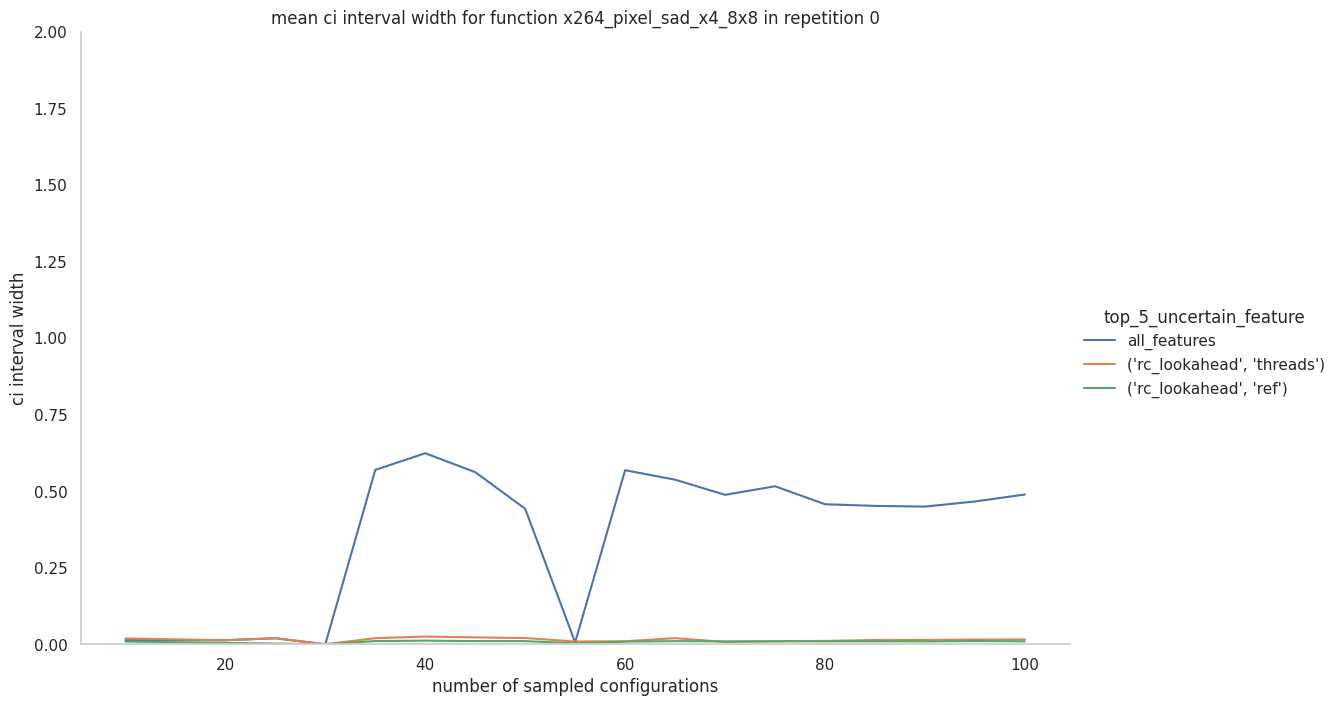 mean ci interval width for function x264_pixel_sad_x4_8x8 in repetition 0
2.00
1.75
1.50
1.25
1.00
0.75
0.50
0.25
0.00
ci interval width
20
40
60
80
100
number of sampled configurations
top_5_uncertain_feature
all_features
('rc_lookahead', 'threads')
('rc_lookahead', 'ref')